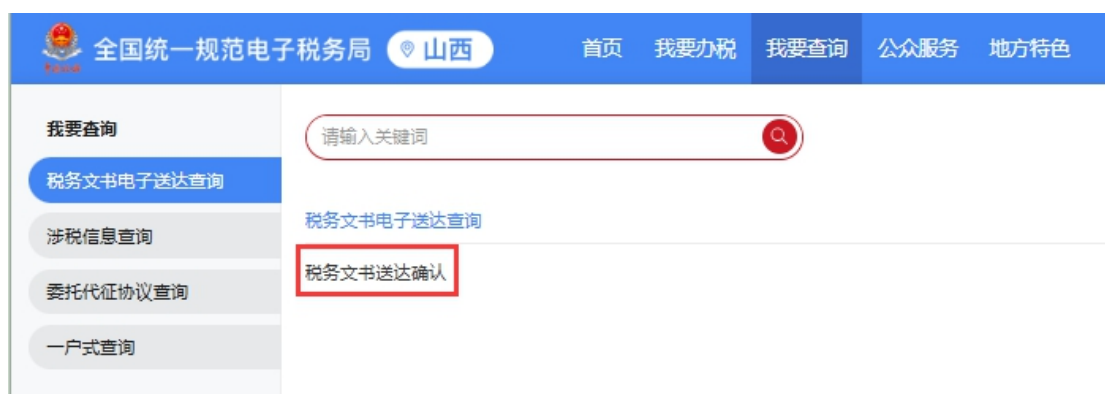 全国统一规范电子税务局 山西 首页 我要办税 我要查询 公众服务 地方特色
我要查询
税务文书电子送达查询
涉税信息查询
委托代征协议查询
一户式查询
请输入关键词
税务文书电子送达查询
税务文书送达确认